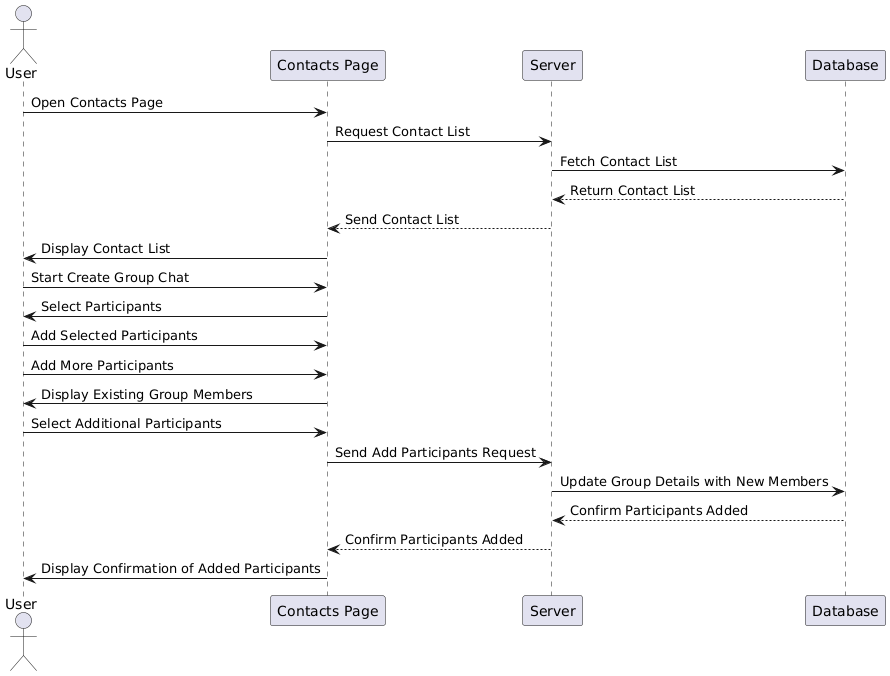 User
Contacts Page
Server
Database
Open Contacts Page
Request Contact List
Fetch Contact List
Return Contact List
Send Contact List
Display Contact List
Start Create Group Chat
Select Participants
Add Selected Participants
Add More Participants
Display Existing Group Members
Select Additional Participants
Send Add Participants Request
Update Group Details with New Members
Confirm Participants Added
Confirm Participants Added
Display Confirmation of Added Participants
User
Contacts Page
Server
Database